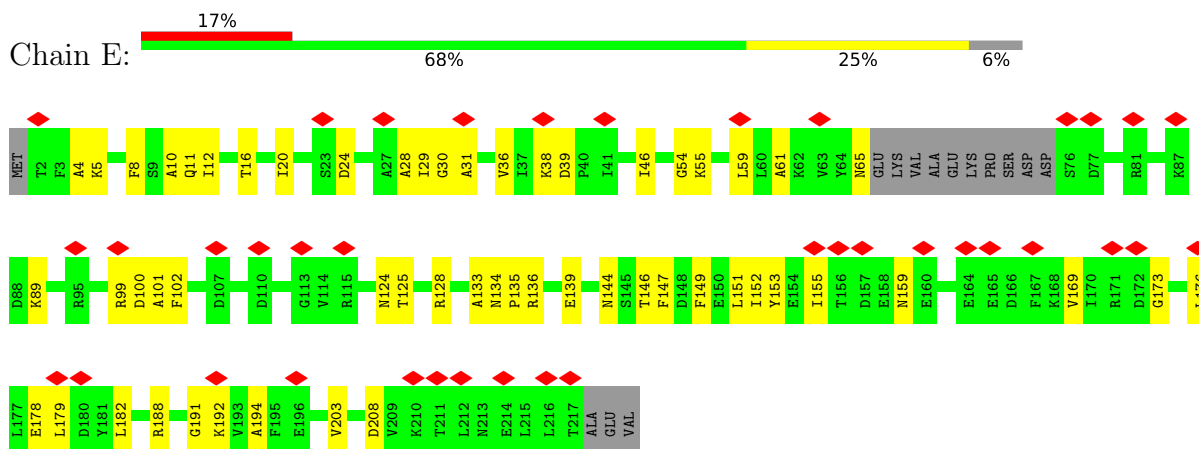 17%
Chain E:
68% 25% 6%
MET T2 F3 A4 K5 F8 S9 A10 Q11 I12 T16 I20 S23 D24 A27 A28 I29 G30 A31 V36 I37 K38 D39 P40 I41 I46 G54 K55 L59 L60 A61 K62 V63 Y64 N65 GLU LYS VAL ALA GLU LYS PRO SER ASP ASP S76 D77 R81 K87
D88 K89 R95 R99 D100 A101 F102 D107 D110 G113 V114 R115 N124 T125 R128 A133 N134 P135 R136 E139 N144 S145 T146 F147 D148 F149 E150 L151 I152 Y153 E154 I155 T156 D157 E158 N159 E160 E164 E165 D166 F167 K168 V169 I170 R171 D172 G173
L177 E178 L179 D180 Y181 L182 R188 G191 K192 V193 A194 F195 E196 V203 D208 V209 K210 T211 L212 N213 E214 L215 L216 T217 ALA GLU VAL